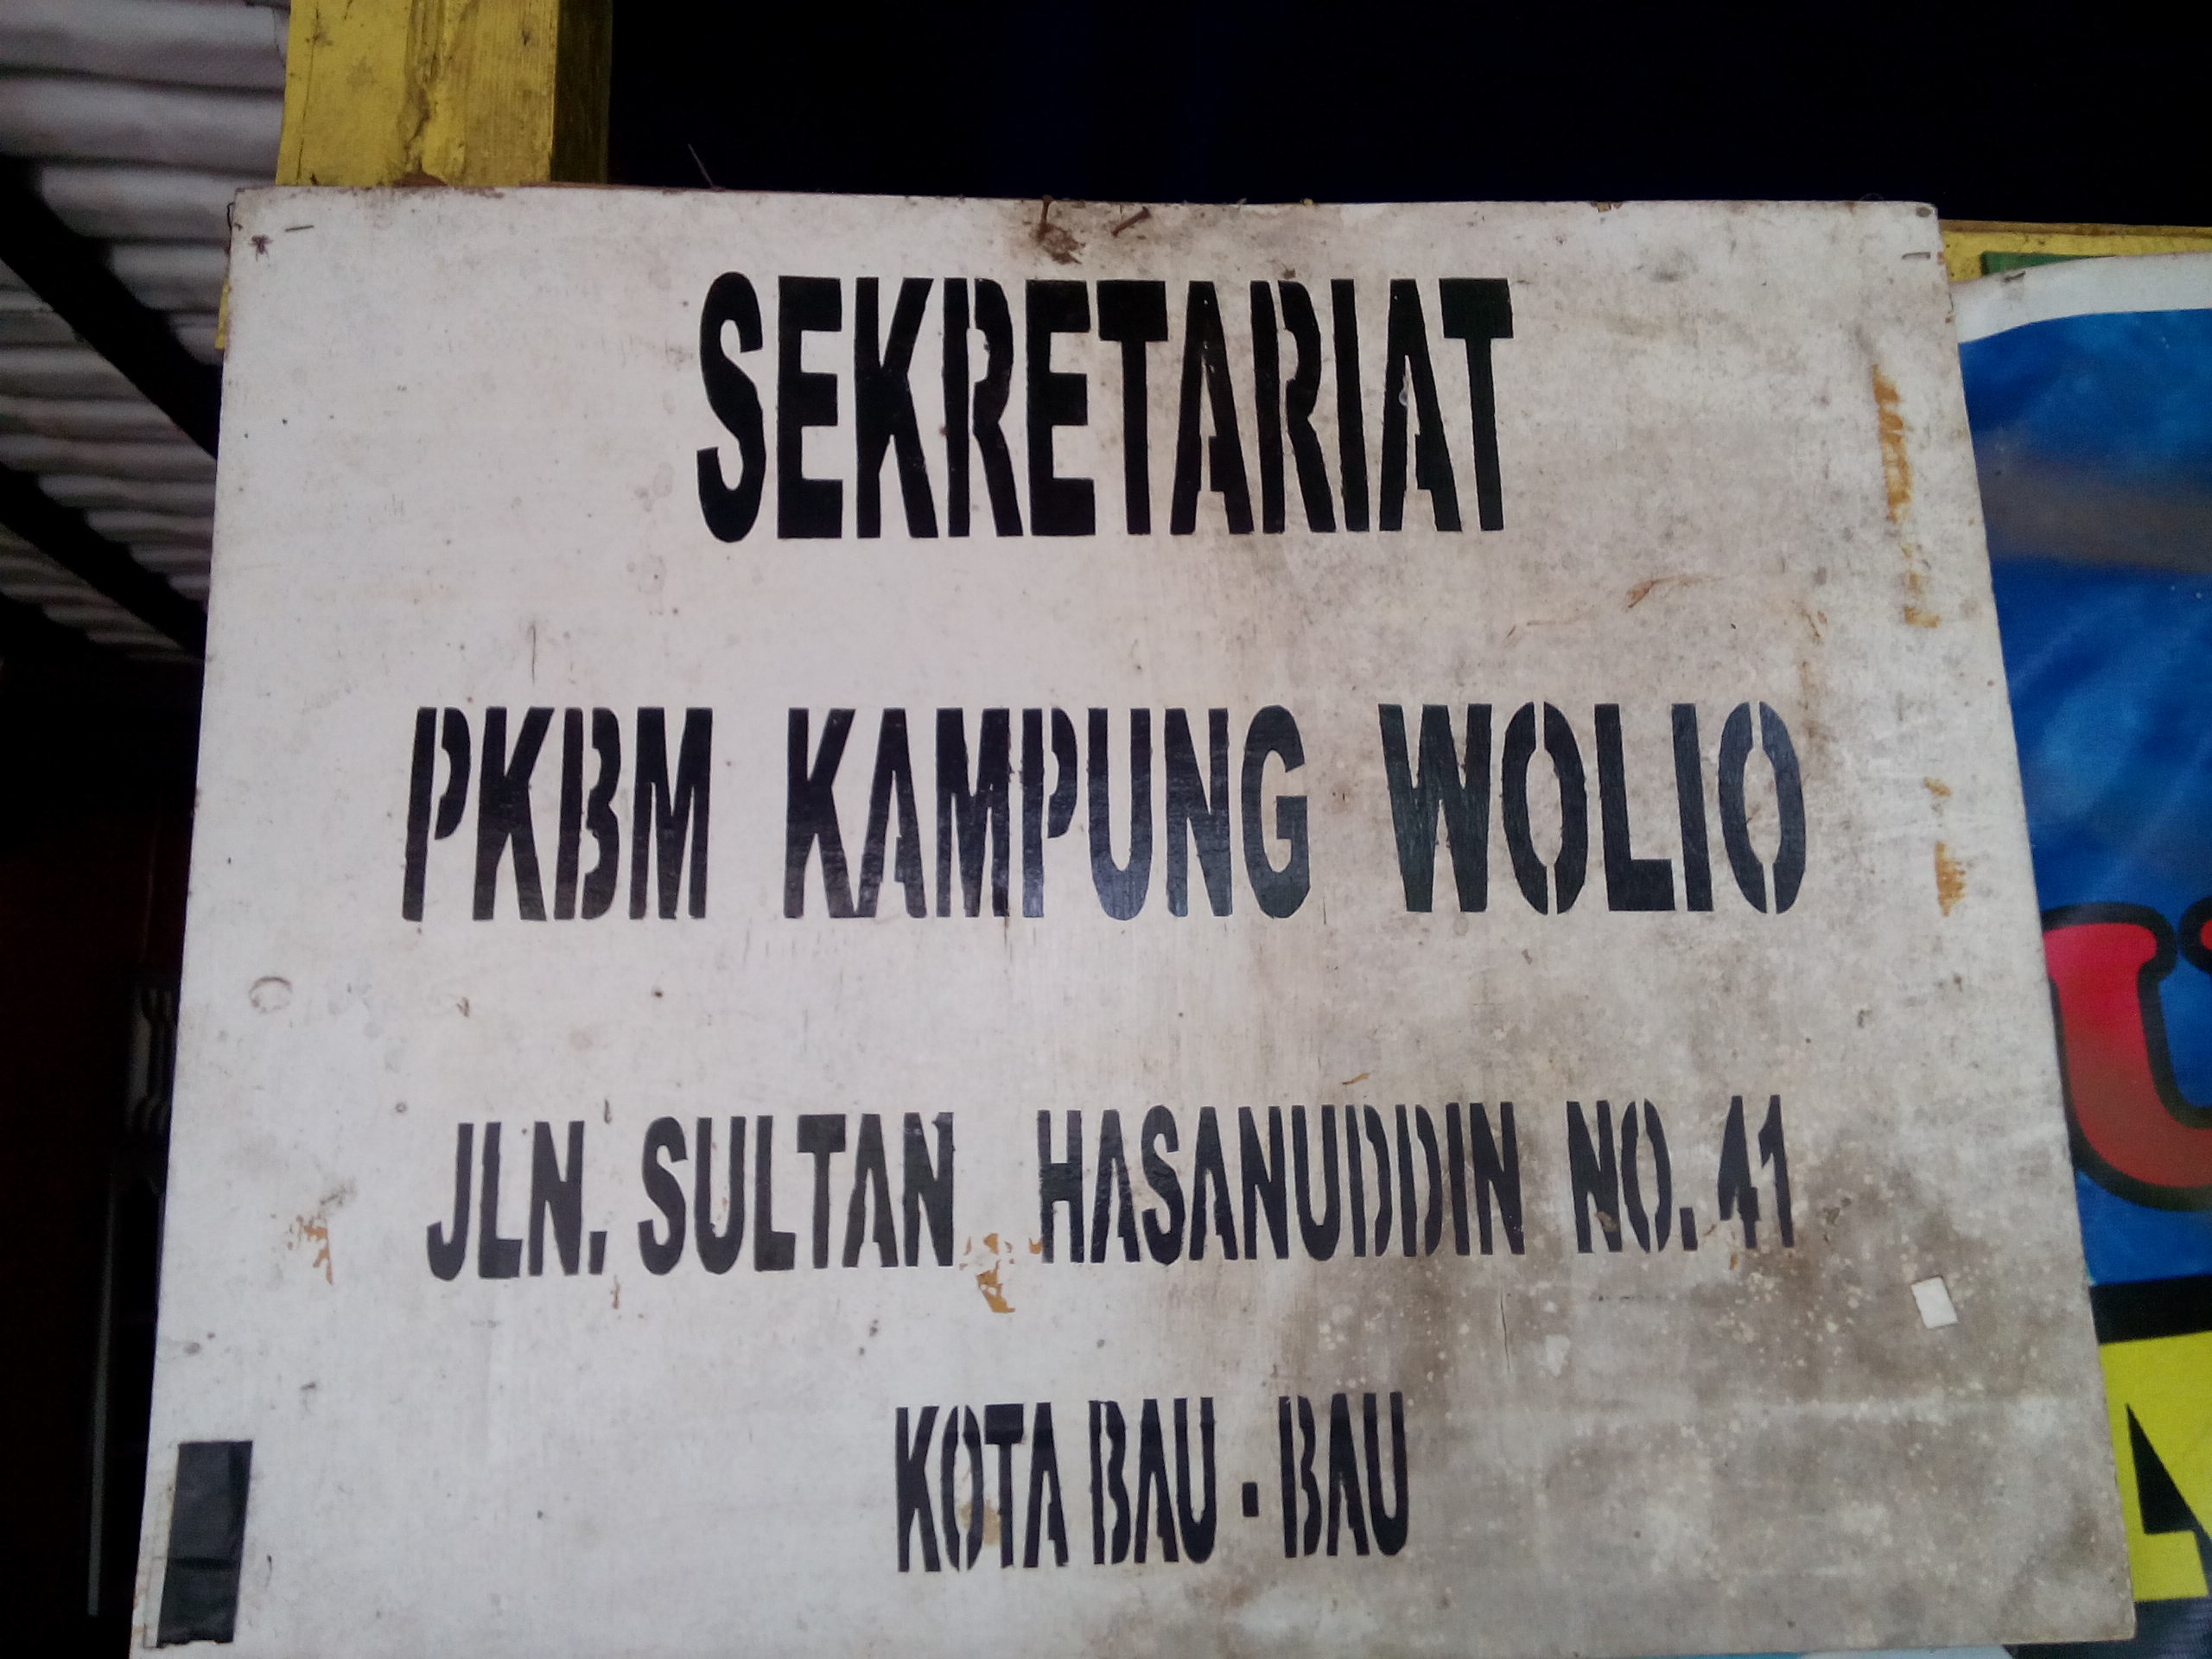 SEKRETARIAT
PKBM KAMPUNG WOLIO
JLN. SULTAN HASANUDDIN NO. 41
KOTA BAU - BAU